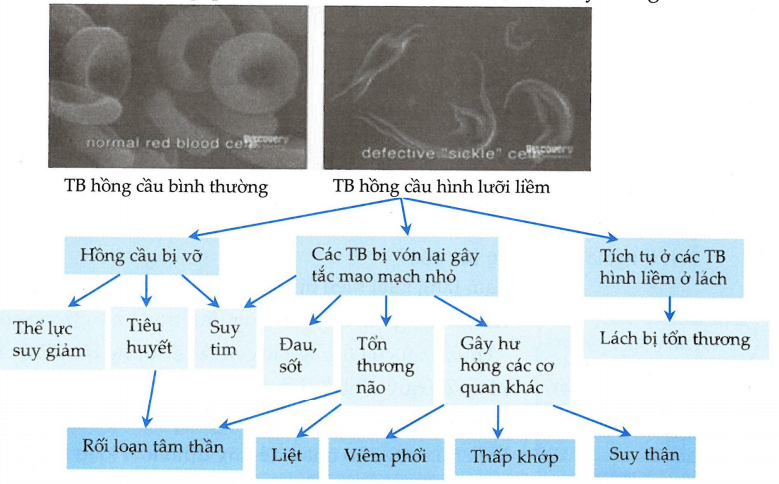 normal red blood cell
Discovery
defective "sickle" cell
Discovery
TB hồng cầu bình thường
TB hồng cầu hình lưỡi liềm
Hồng cầu bị vỡ
Các TB bị vón lại gây
tắc mao mạch nhỏ
Tích tụ ở các TB
hình liềm ở lách
Thể lực
suy giảm
Tiêu
huyết
Suy
tim
Đau,
sốt
Tổn
thương
não
Gây hư
hỏng các cơ
quan khác
Lách bị tổn thương
Rối loạn tâm thần
Liệt
Viêm phổi
Thấp khớp
Suy thận